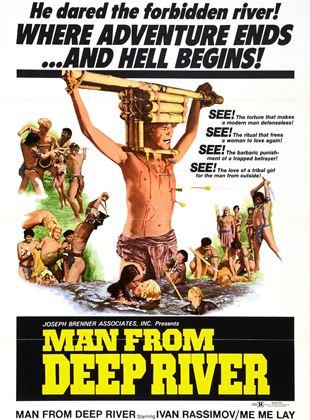 He dared the forbidden river!
WHERE ADVENTURE ENDS
...AND HELL BEGINS!
SEE! The torture that makes
a modern man defenseless!
SEE! The ritual that frees
a woman to love again!
SEE! The barbaric punish-
ment of a trapped betrayer!
SEE! The love of a tribal girl
for the man from outside!
JOSEPH BRENNER ASSOCIATES, INC. Presents
MAN FROM
DEEP RIVER
R
MAN FROM DEEP RIVER Starring IVAN RASSIMOV/ME ME LAY